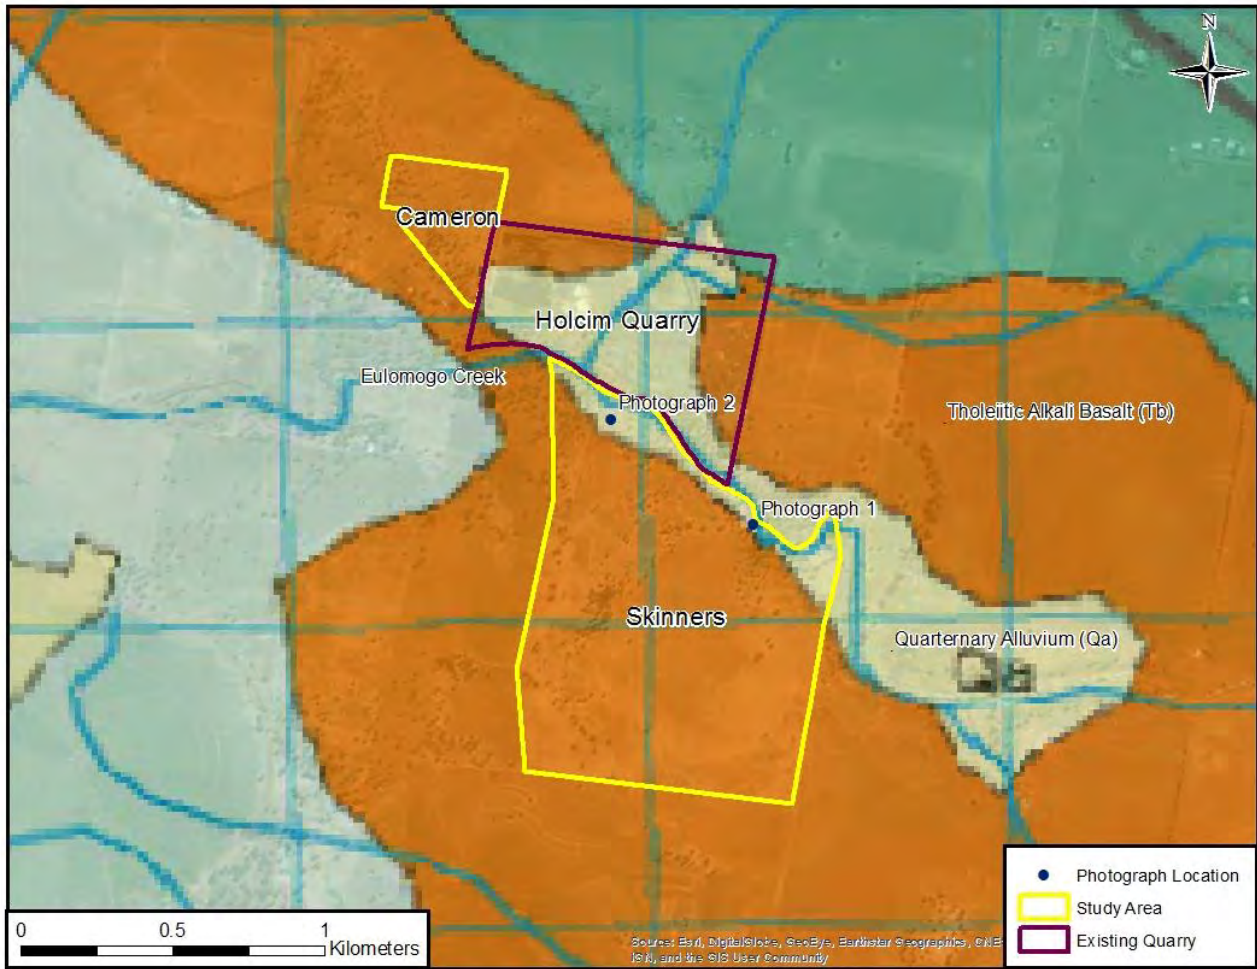 N
Cameron
Holcim Quarry
Eulomogo Creek
Photograph 2
Tholeiitic Alkali Basalt (Tb)
Photograph 1
Skinners
Quarternary Alluvium (Qa)
Photograph Location
Study Area
Existing Quarry
0 0.5 1
Kilometers
Source: Esri, DigitalGlobe, GeoEye, Earthstar Geographics, CNE
IGN, and the GIS User Community